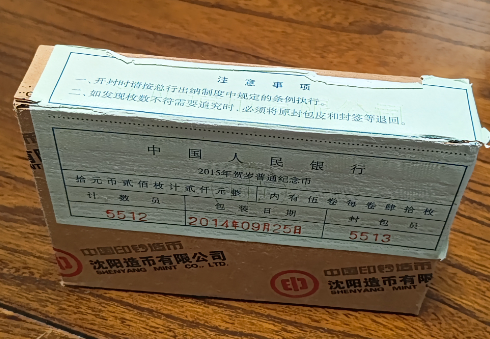 注意事项
一、开封时请按总行出纳制度中规定的条例执行。
二、如发现枚数不符需要追究时，必须将原封包皮和封签等退回。
中国人民银行
2015年贺岁普通纪念币
拾元币贰佰枚计贰仟元整 内有伍卷每卷肆拾枚
计数员 包装日期 封包员
5512 2014年09月25日 5513
中国印钞造币 中国印钞造币
沈阳造币有限公司 沈阳造币有限公
SHENYANG MINT CO., LTD. SHENYANG MINT